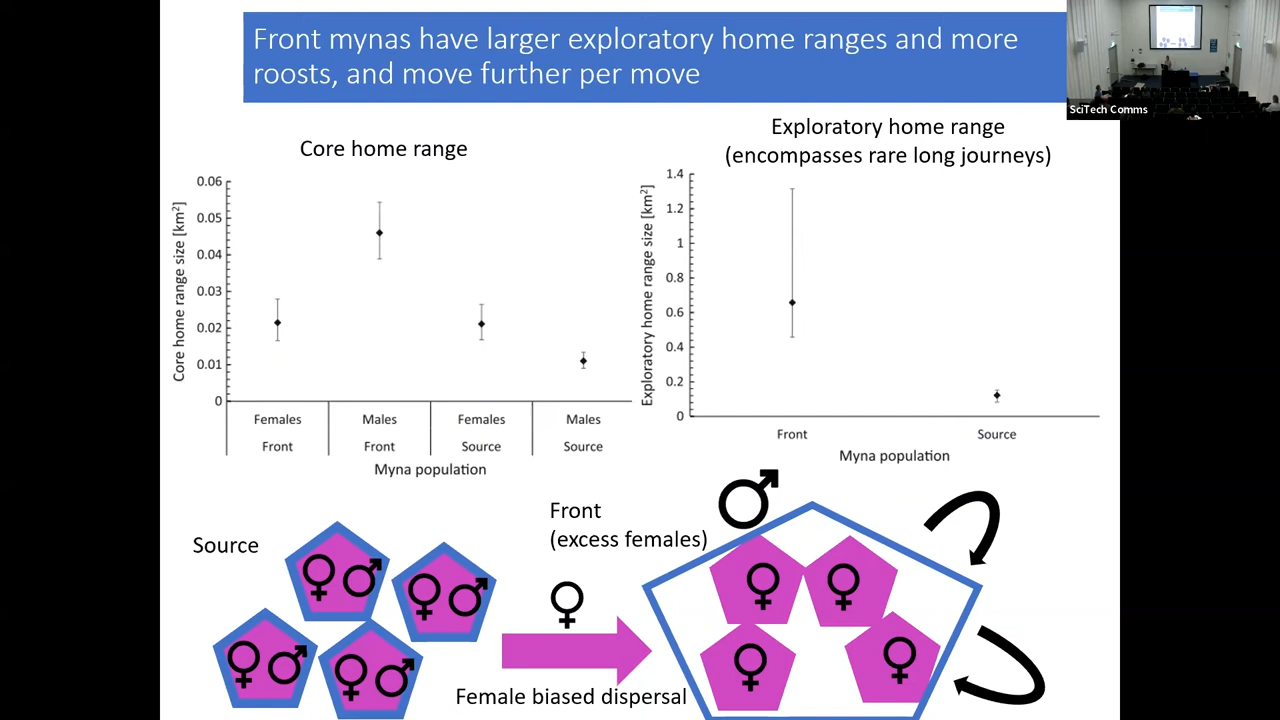 Front mynas have larger exploratory home ranges and more
roosts, and move further per move
SciTech Comms
Core home range
Exploratory home range
(encompasses rare long journeys)
Core home range size [km²]
0.06
0.05
0.04
0.03
0.02
0.01
0
Females
Males
Females
Males
Front
Front
Source
Source
Myna population
Exploratory home range size [km²]
1.4
1.2
1
0.8
0.6
0.4
0.2
0
Front
Source
Myna population
Source
Front
(excess females)
Female biased dispersal